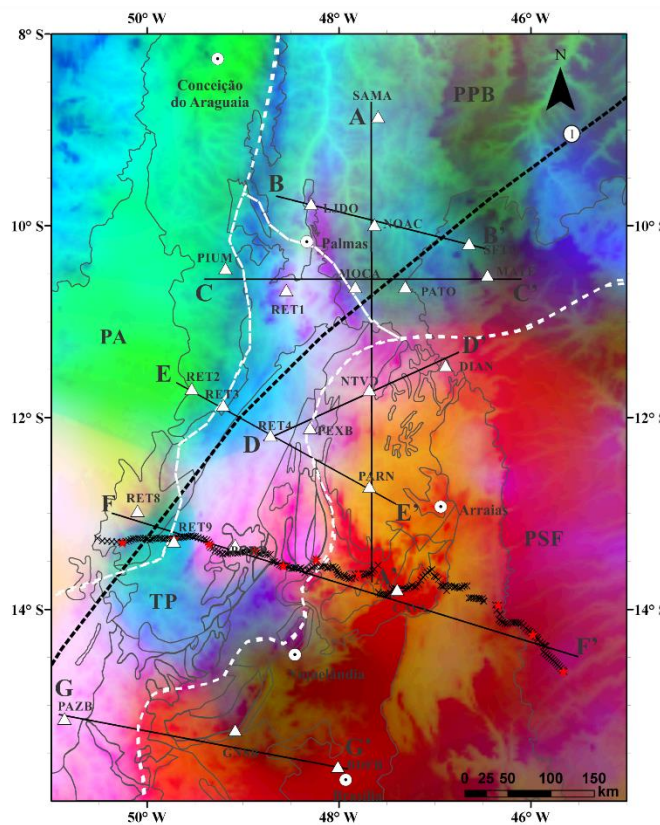 50° W 48° W 46° W
8° S
Conceição
do Araguaia
N
SAMA
PPB
A
1
B
LJDO
NOAC
B'
10° S 10° S
Palmas
PIUM
MOCA
C
RET1
PATO
C'
PA
D'
E
RET2
NTVD
DIAN
RET3
12° S 12° S
D
RET4
PEXB
PARN
E'
Arraias
RET8
F
RET9
PSF
A'
14° S 14° S
TP
F'
G
PAZB
G'
0 25 50 100 150
km
50° W 48° W 46° W